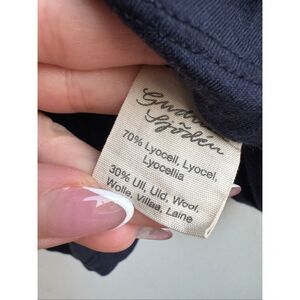 Gudrun
Sjödén
70% Lyocell, Lyocel,
Lyocellia
30% Ull, Uld, Wool,
Wolle, Villaa, Laine